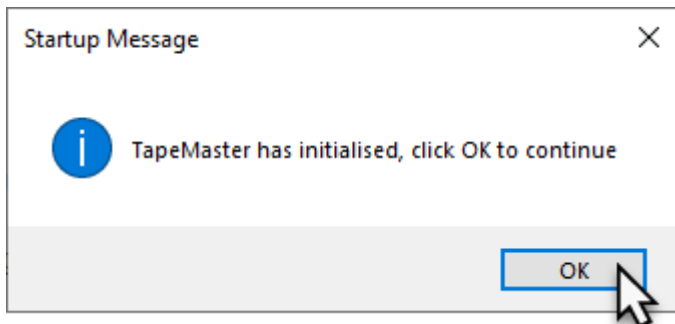 Startup Message
TapeMaster has initialised, click OK to continue
OK